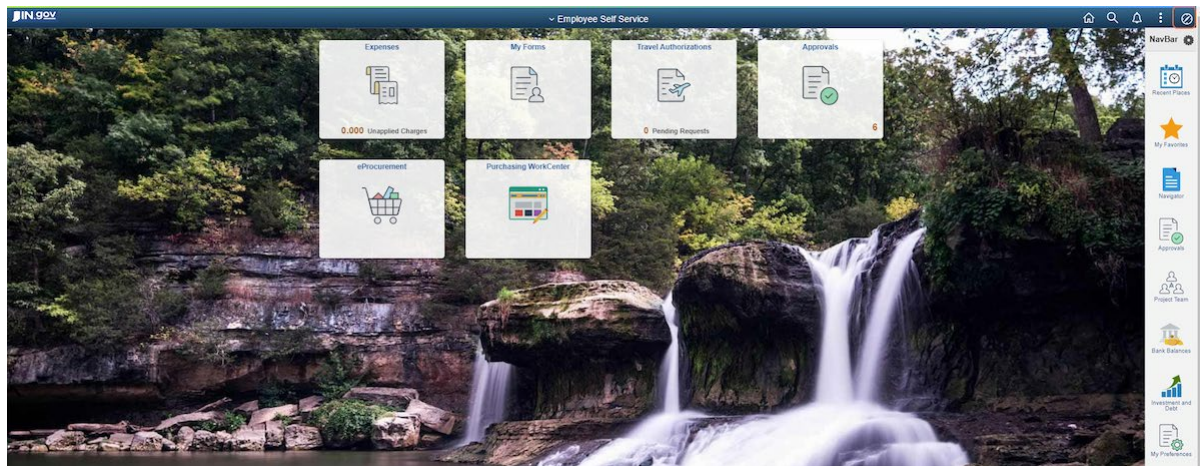 IN.gov
Employee Self Service
NavBar
Expenses
0.000 Unapplied Charges
My Forms
Travel Authorizations
0 Pending Requests
Approvals
6
eProcurement
Purchasing WorkCenter
Recent Places
My Favorites
Navigator
Approvals
Project Team
Bank Balances
Investment and
Debt
My Preferences